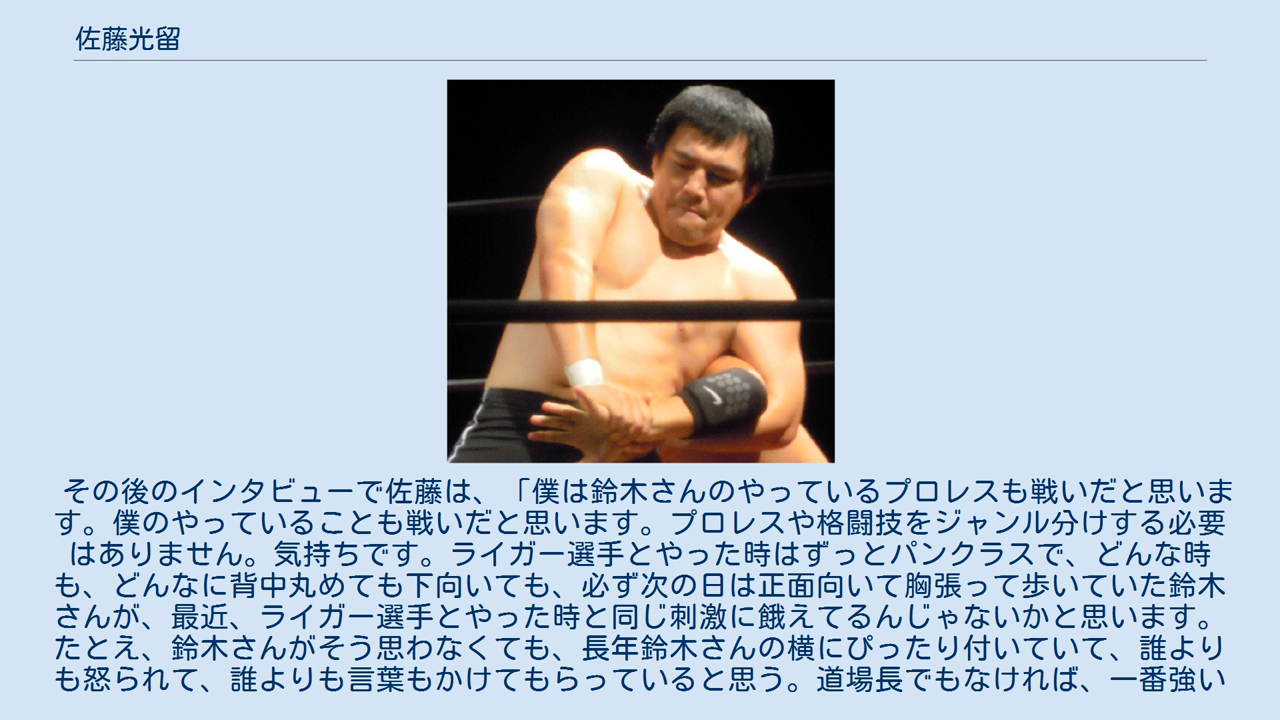 佐藤光留
その後のインタビューで佐藤は、「僕は鈴木さんのやっているプロレスも戦いだと思いま
す。僕のやっていることも戦いだと思います。プロレスや格闘技をジャンル分けする必要
はありません。気持ちです。ライガー選手とやった時はずっとパンクラスで、どんな時
も、どんなに背中丸めても下向いても、必ず次の日は正面向いて胸張って歩いていた鈴木
さんが、最近、ライガー選手とやった時と同じ刺激に餓えてるんじゃないかと思います。
たとえ、鈴木さんがそう思わなくても、長年鈴木さんの横にぴったり付いていて、誰より
も怒られて、誰よりも言葉もかけてもらっていると思う。道場長でもなければ、一番強い